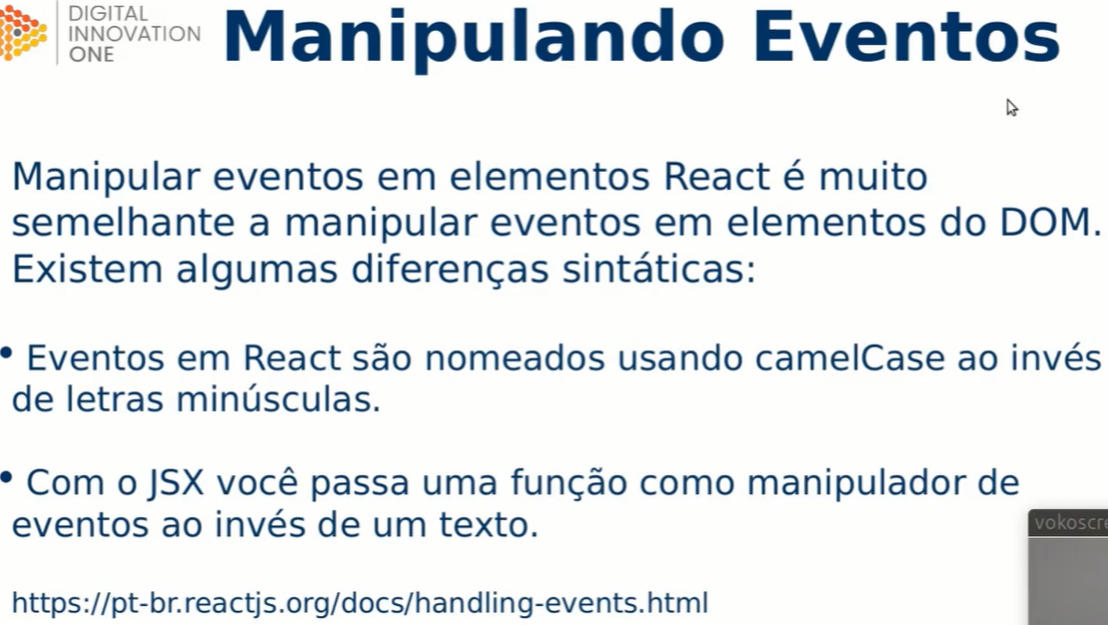 DIGITAL
INNOVATION
ONE
Manipulando Eventos
Manipular eventos em elementos React é muito
semelhante a manipular eventos em elementos do DOM.
Existem algumas diferenças sintáticas:
• Eventos em React são nomeados usando camelCase ao invés
de letras minúsculas.
• Com o JSX você passa uma função como manipulador de
eventos ao invés de um texto.
vokoscre
https://pt-br.reactjs.org/docs/handling-events.html